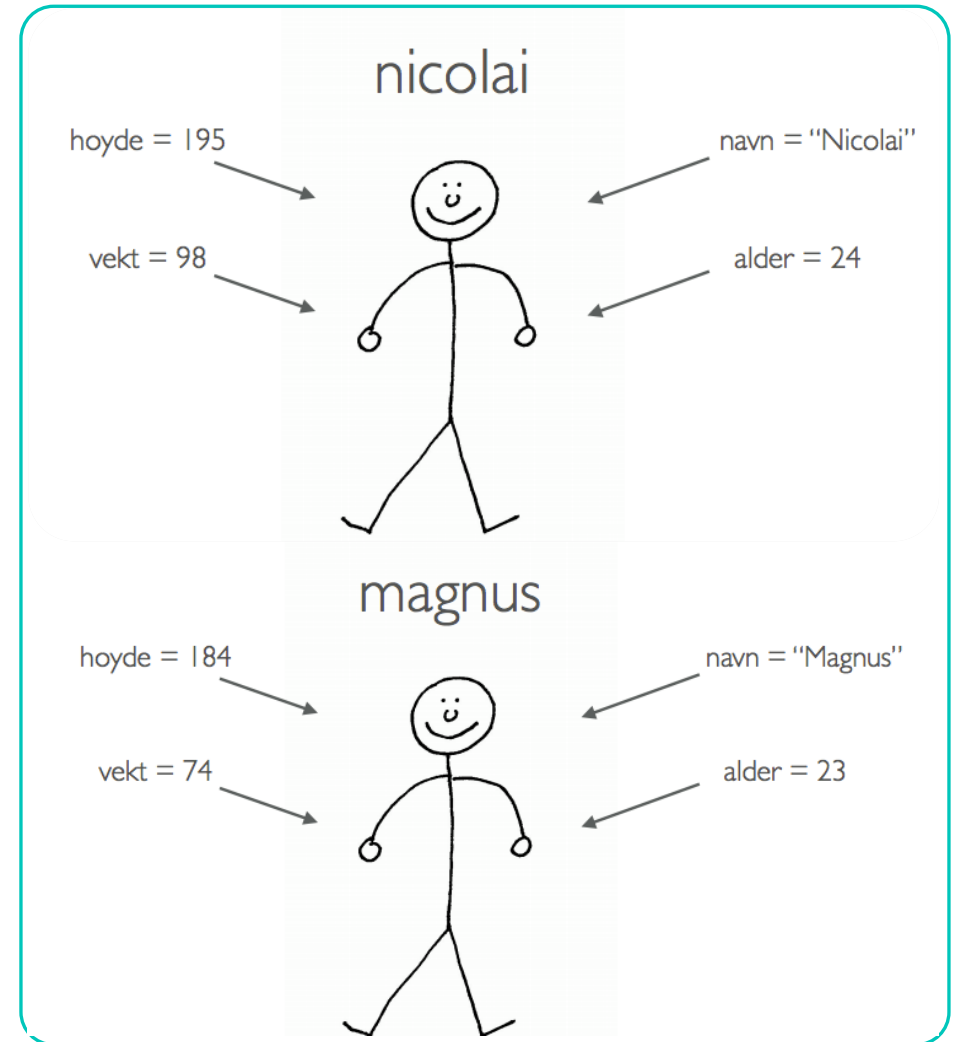 nicolai
hoyde = 195
navn = “Nicolai”
vekt = 98
alder = 24
magnus
hoyde = 184
navn = “Magnus”
vekt = 74
alder = 23